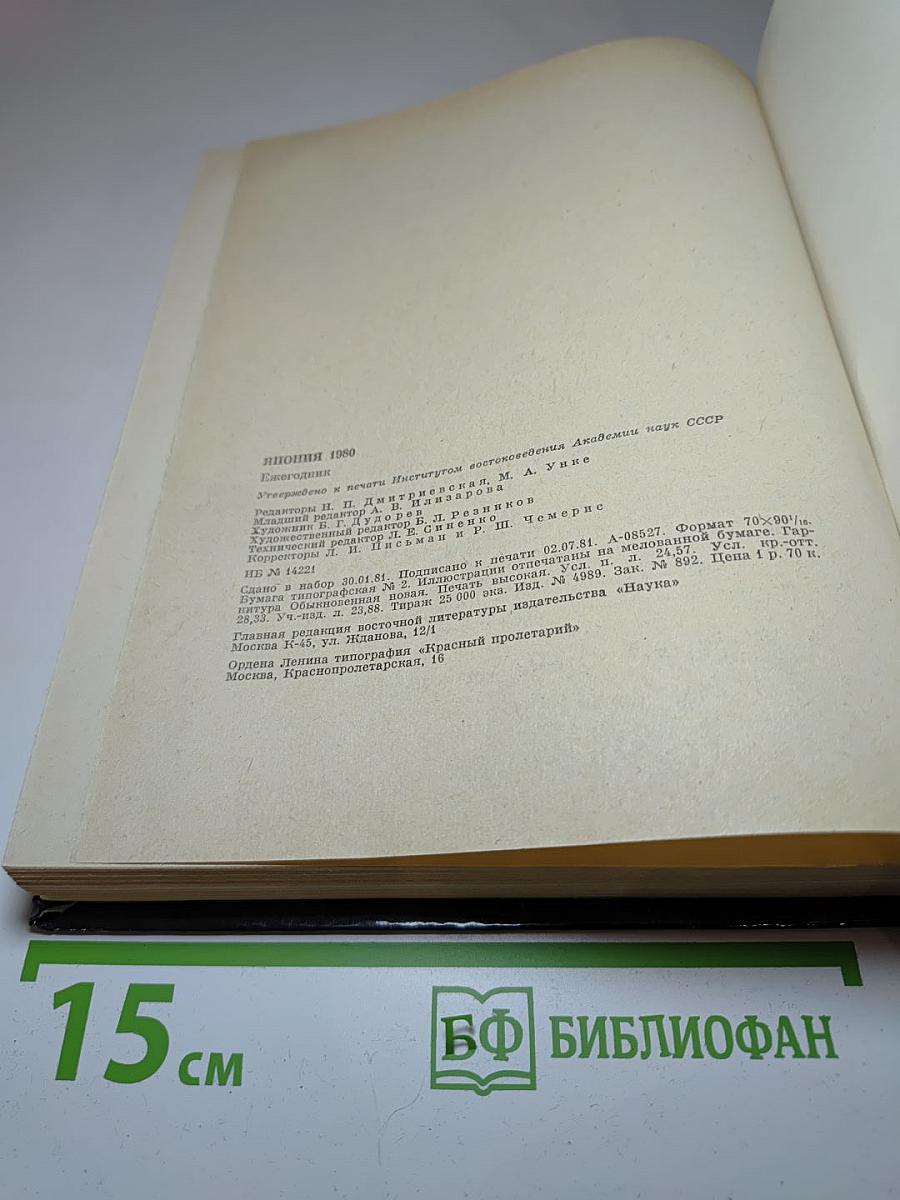 ЯПОНИЯ 1980
Ежегодник
Утверждено к печати Институтом востоковедения Академии наук СССР
Редакторы Н. П. Дмитриевская, М. А. Унке
Младший редактор А. В. Илизарова
Художник Б. Г. Дударев
Художественный редактор Б. Л. Резников
Технический редактор Л. Е. Синенко
Корректоры Л. И. Письман и Р. Ш. Чемерис
ИБ № 14221
Сдано в набор 30.01.81. Подписано к печати 02.07.81. А-08527. Формат 70×90¹/₁₆.
Бумага типографская № 2. Иллюстрации отпечатаны на мелованной бумаге. Гар-
нитура Обыкновенная новая. Печать высокая. Усл. п. л. 24,57. Усл. кр.-отт.
28,33. Уч.-изд. л. 23,88. Тираж 25 000 экз. Изд. № 4989. Зак. № 892. Цена 1 р. 70 к.
Главная редакция восточной литературы издательства «Наука»
Москва К-45, ул. Жданова, 12/1
Ордена Ленина типография «Красный пролетарий»
Москва, Краснопролетарская, 16
15 см
БФ БИБЛИОФАН